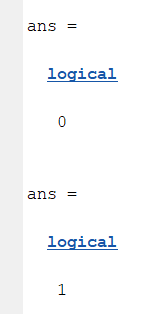 ans =
logical
0
ans =
logical
1